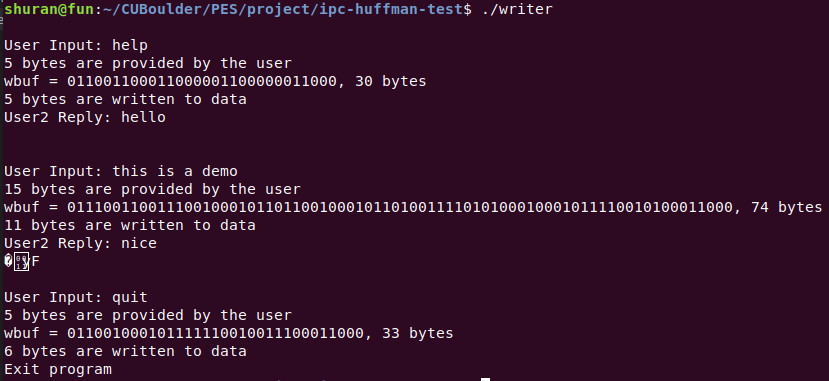 shuran@fun:~/CUBoulder/PES/project/ipc-huffman-test$ ./writer
User Input: help
5 bytes are provided by the user
wbuf = 011001100011000001100000011000, 30 bytes
5 bytes are written to data
User2 Reply: hello
User Input: this is a demo
15 bytes are provided by the user
wbuf = 01110011001110010001011011001000101101001111010100010001011110010100011000, 74 bytes
11 bytes are written to data
User2 Reply: nice
yF
User Input: quit
5 bytes are provided by the user
wbuf = 011001000101111110010011100011000, 33 bytes
6 bytes are written to data
Exit program